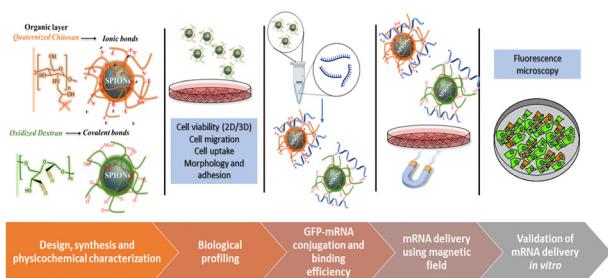 Organic layer
Quaternized Chitosan
Ionic bonds
SPIONs
Oxidized Dextran
Covalent bonds
SPIONs
Cell viability (2D/3D)
Cell migration
Cell uptake
Morphology and
adhesion
SPIONs
SPIONs
SPIONs
SPIONs
Fluorescence
microscopy
Design, synthesis and
physicochemical characterization
Biological
profiling
GFP-mRNA
conjugation and
binding
efficiency
mRNA delivery
using magnetic
field
Validation of
mRNA delivery
in vitro